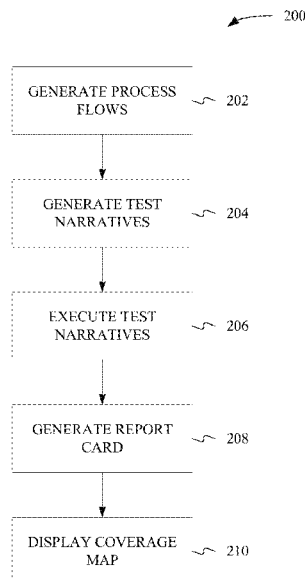 200
GENERATE PROCESS
FLOWS
202
GENERATE TEST
NARRATIVES
204
EXECUTE TEST
NARRATIVES
206
GENERATE REPORT
CARD
208
DISPLAY COVERAGE
MAP
210